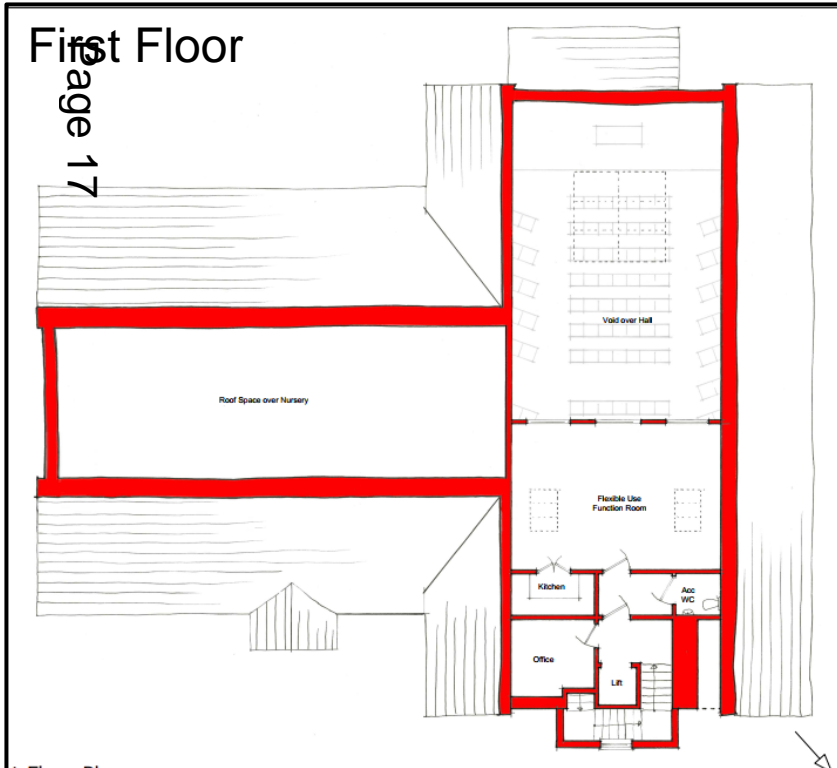 First Floor
Page 17
Void over Hall
Roof Space over Nursery
Flexible Use
Function Room
Kitchen
Acc
WC
Office
Lift